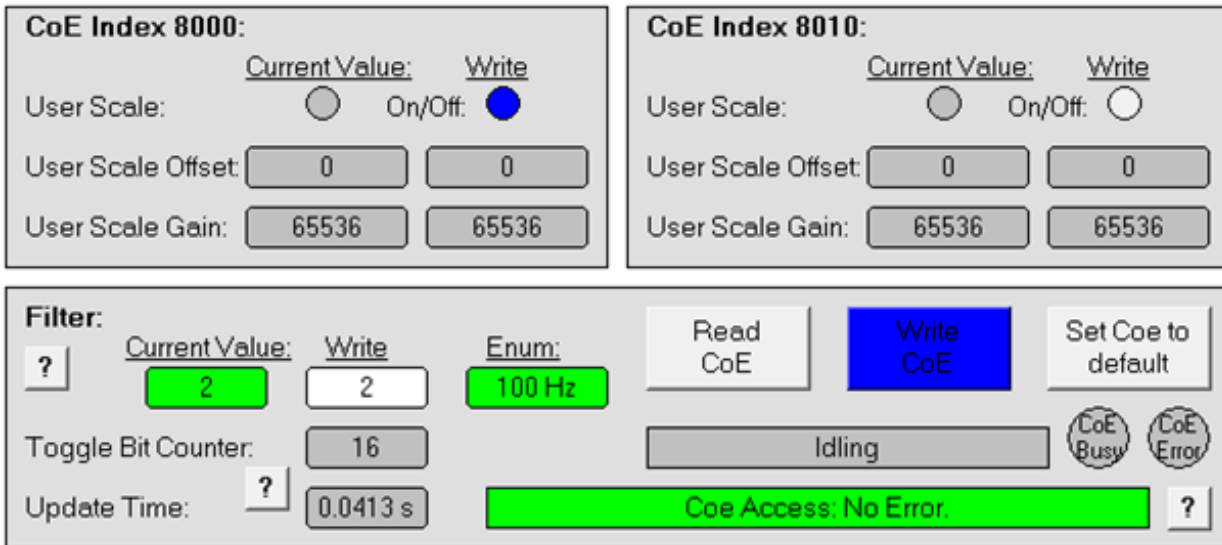 CoE Index 8000:
Current Value: Write
User Scale: On/Off:
User Scale Offset: 0 0
User Scale Gain: 65536 65536
CoE Index 8010:
Current Value: Write
User Scale: On/Off:
User Scale Offset: 0 0
User Scale Gain: 65536 65536
Filter:
? Current Value: Write Enum:
2 2 100 Hz
Toggle Bit Counter: 16
Update Time: ? 0.0413 s
Read
CoE
Write
CoE
Set Coe to
default
Idling
CoE
Busy
CoE
Error
Coe Access: No Error. ?